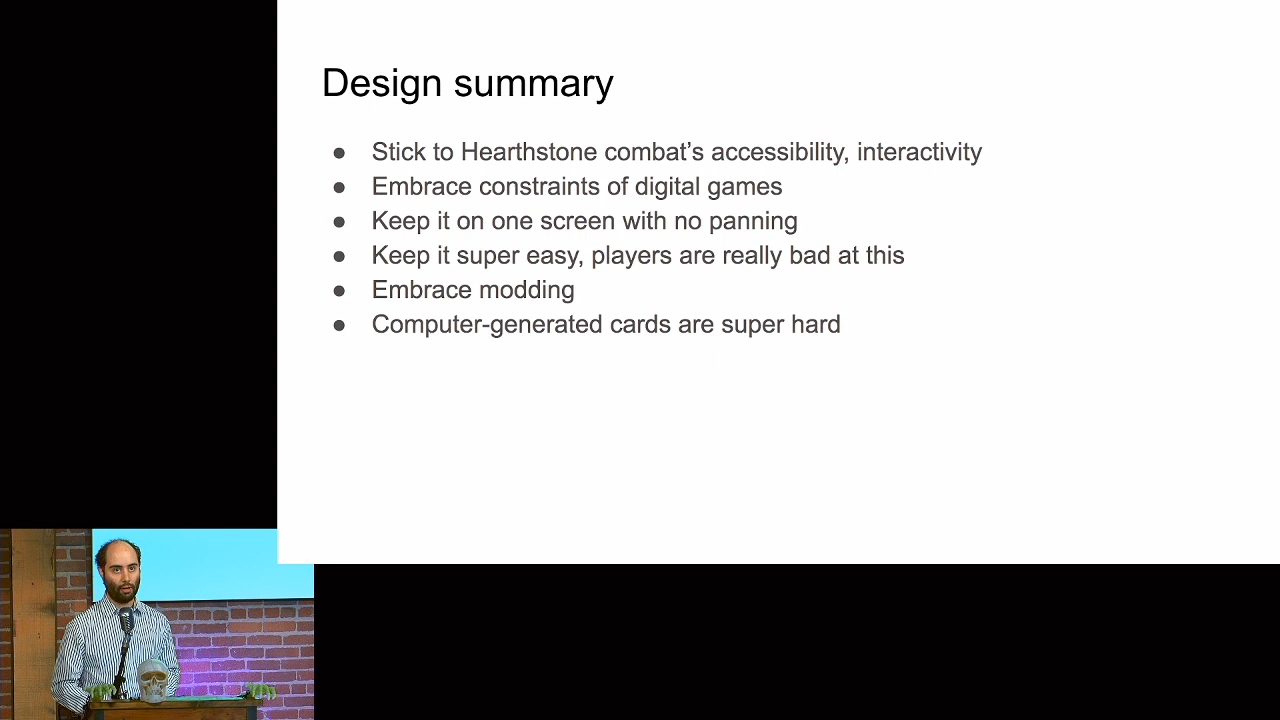 Design summary
● Stick to Hearthstone combat’s accessibility, interactivity
● Embrace constraints of digital games
● Keep it on one screen with no panning
● Keep it super easy, players are really bad at this
● Embrace modding
● Computer-generated cards are super hard